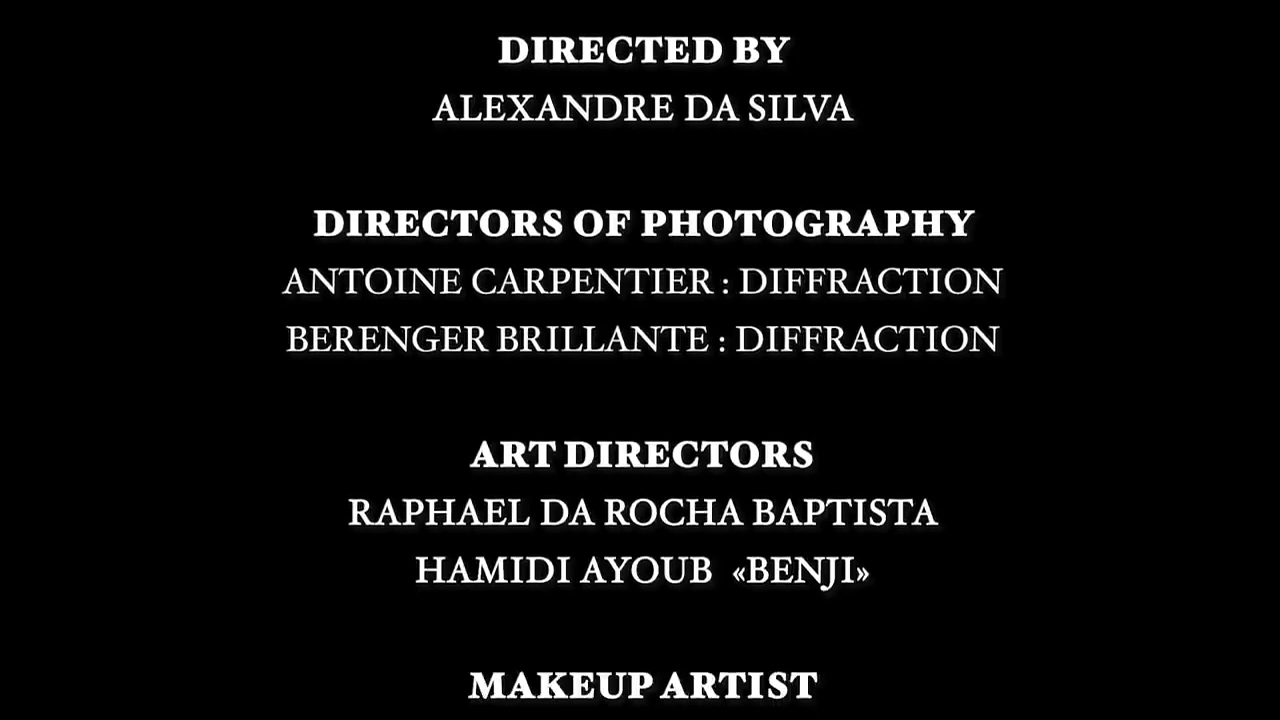 DIRECTED BY
ALEXANDRE DA SILVA
DIRECTORS OF PHOTOGRAPHY
ANTOINE CARPENTIER : DIFFRACTION
BERENGER BRILLANTE : DIFFRACTION
ART DIRECTORS
RAPHAEL DA ROCHA BAPTISTA
HAMIDI AYOUB «BENJI»
MAKEUP ARTIST